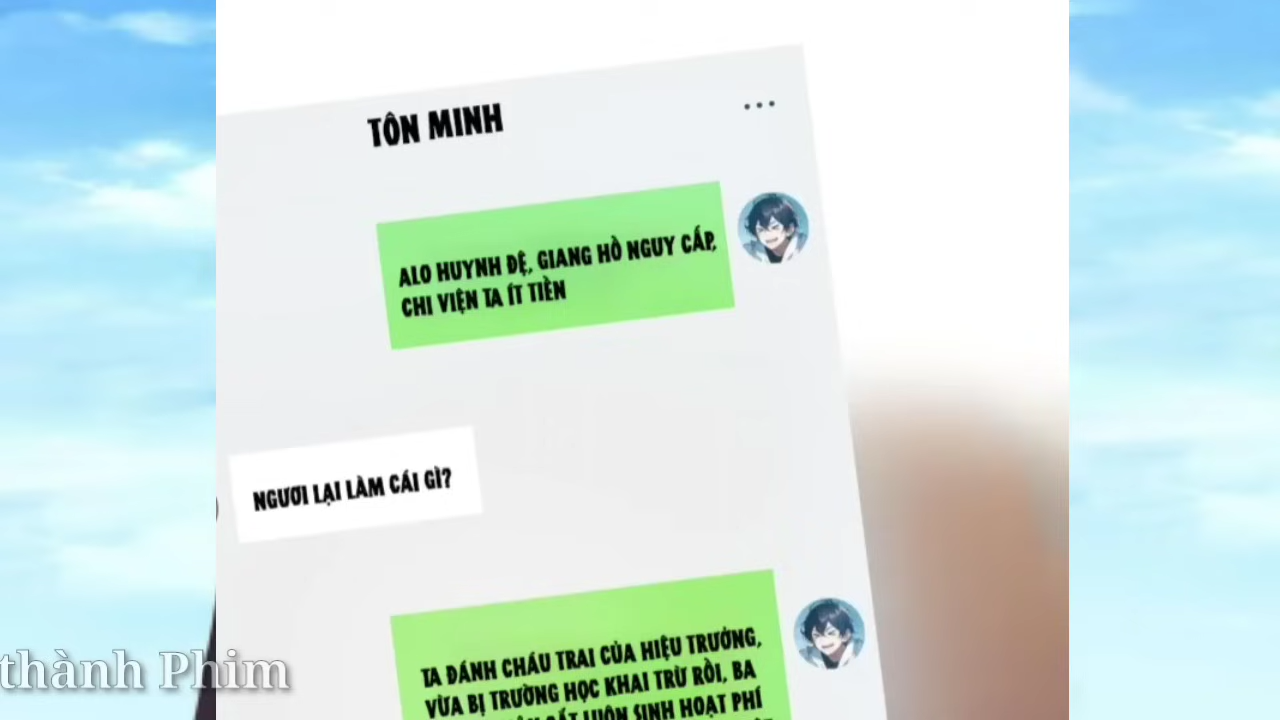 TÔN MINH
ALO HUYNH ĐỆ, GIANG HỒ NGUY CẤP,
CHI VIỆN TA ÍT TIỀN
NGƯƠI LẠI LÀM CÁI GÌ?
TA ĐÁNH CHÁU TRAI CỦA HIỆU TRƯỞNG,
VỪA BỊ TRƯỜNG HỌC KHAI TRỪ RỒI, BA
CẮT LUÔN SINH HOẠT PHÍ
thành Phim